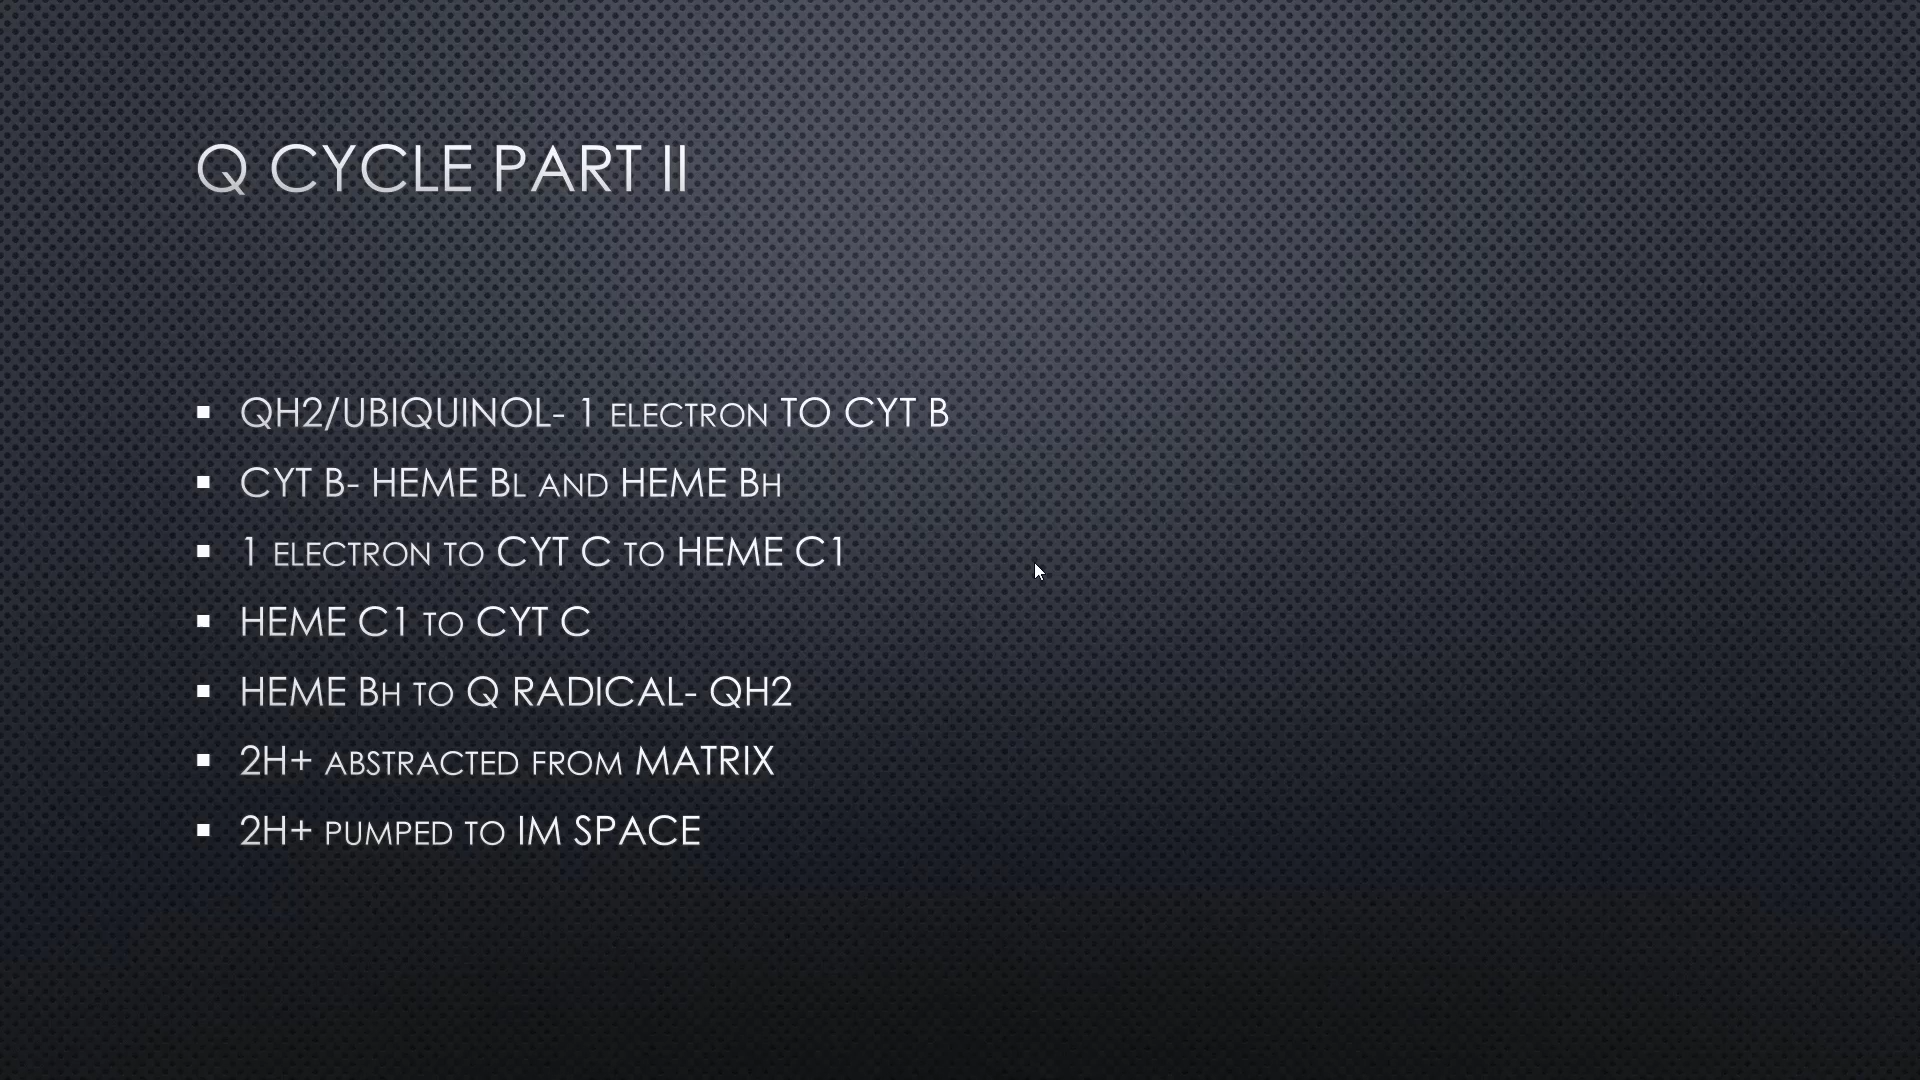 Q CYCLE PART II
QH2/UBIQUINOL- 1 ELECTRON TO CYT B
CYT B- HEME BL AND HEME BH
1 ELECTRON TO CYT C TO HEME C1
HEME C1 TO CYT C
HEME BH TO Q RADICAL- QH2
2H+ ABSTRACTED FROM MATRIX
2H+ PUMPED TO IM SPACE